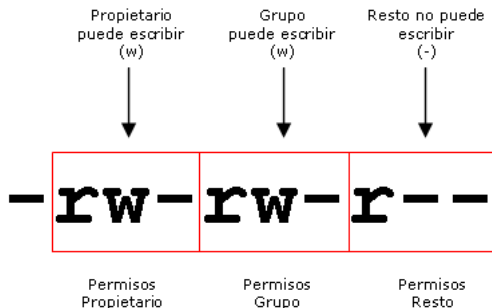 Propietario
puede escribir
(w)
Grupo
puede escribir
(w)
Resto no puede
escribir
(-)
-rw-rw-r--
Permisos
Propietario
Permisos
Grupo
Permisos
Resto